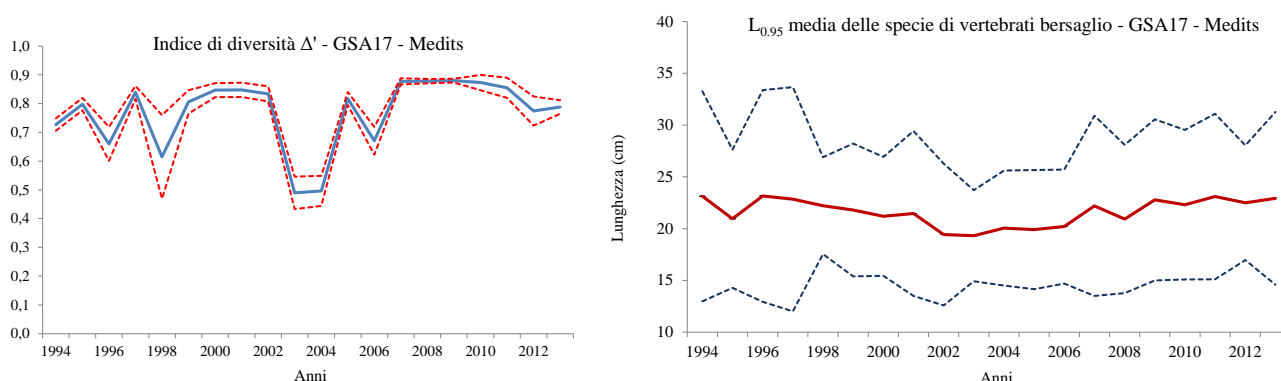 Indice di diversità Δ' - GSA17 - Medits
1,0
0,9
0,8
0,7
0,6
0,5
0,4
0,3
0,2
0,1
0,0
1994 1996 1998 2000 2002 2004 2006 2008 2010 2012
Anni
L0.95 media delle specie di vertebrati bersaglio - GSA17 - Medits
Lunghezza (cm)
40
35
30
25
20
15
10
1994 1996 1998 2000 2002 2004 2006 2008 2010 2012
Anni